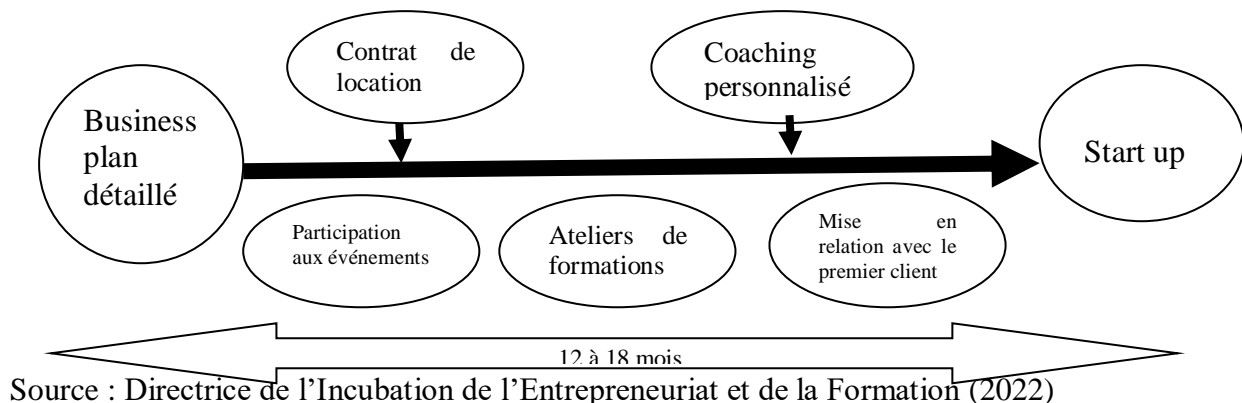 Business
plan
détaillé
Contrat de
location
Coaching
personnalisé
Start up
Participation
aux événements
Ateliers de
formations
Mise en
relation avec le
premier client
12 à 18 mois
Source : Directrice de l’Incubation de l’Entrepreneuriat et de la Formation (2022)